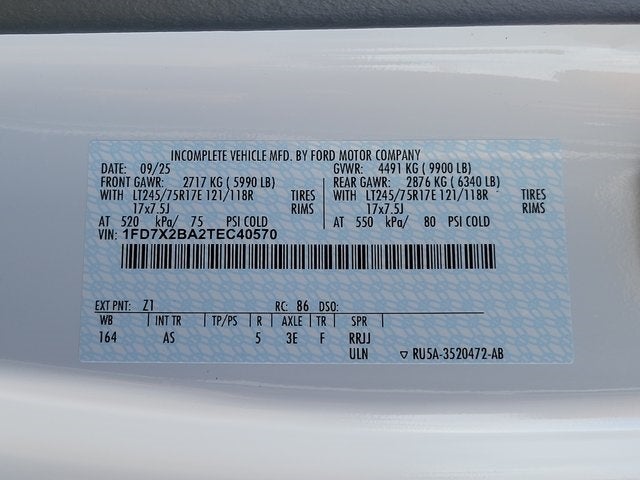 INCOMPLETE VEHICLE MFD. BY FORD MOTOR COMPANY
DATE: 09/25 GVWR: 4491 KG ( 9900 LB)
FRONT GAWR: 2717 KG ( 5990 LB) REAR GAWR: 2876 KG ( 6340 LB)
WITH LT245/75R17E 121/118R TIRES WITH LT245/75R17E 121/118R TIRES
17x7.5J RIMS 17x7.5J RIMS
AT 520 kPa/ 75 PSI COLD AT 550 kPa/ 80 PSI COLD
VIN: 1FD7X2BA2TEC40570
EXT PNT: Z1 RC: 86 DSO:
WB INT TR TP/PS R AXLE TR SPR
164 AS 5 3E F RRJJ
ULN ▽ RU5A-3520472-AB